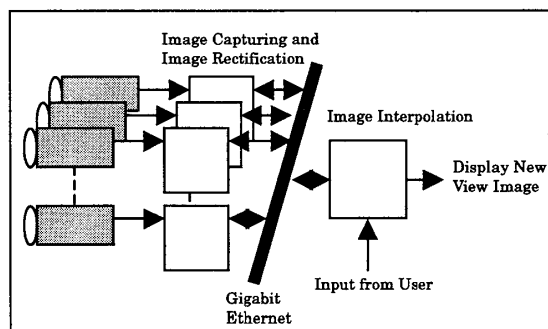 Image Capturing and
Image Rectification
Image Interpolation
Display New
View Image
Input from User
Gigabit
Ethernet